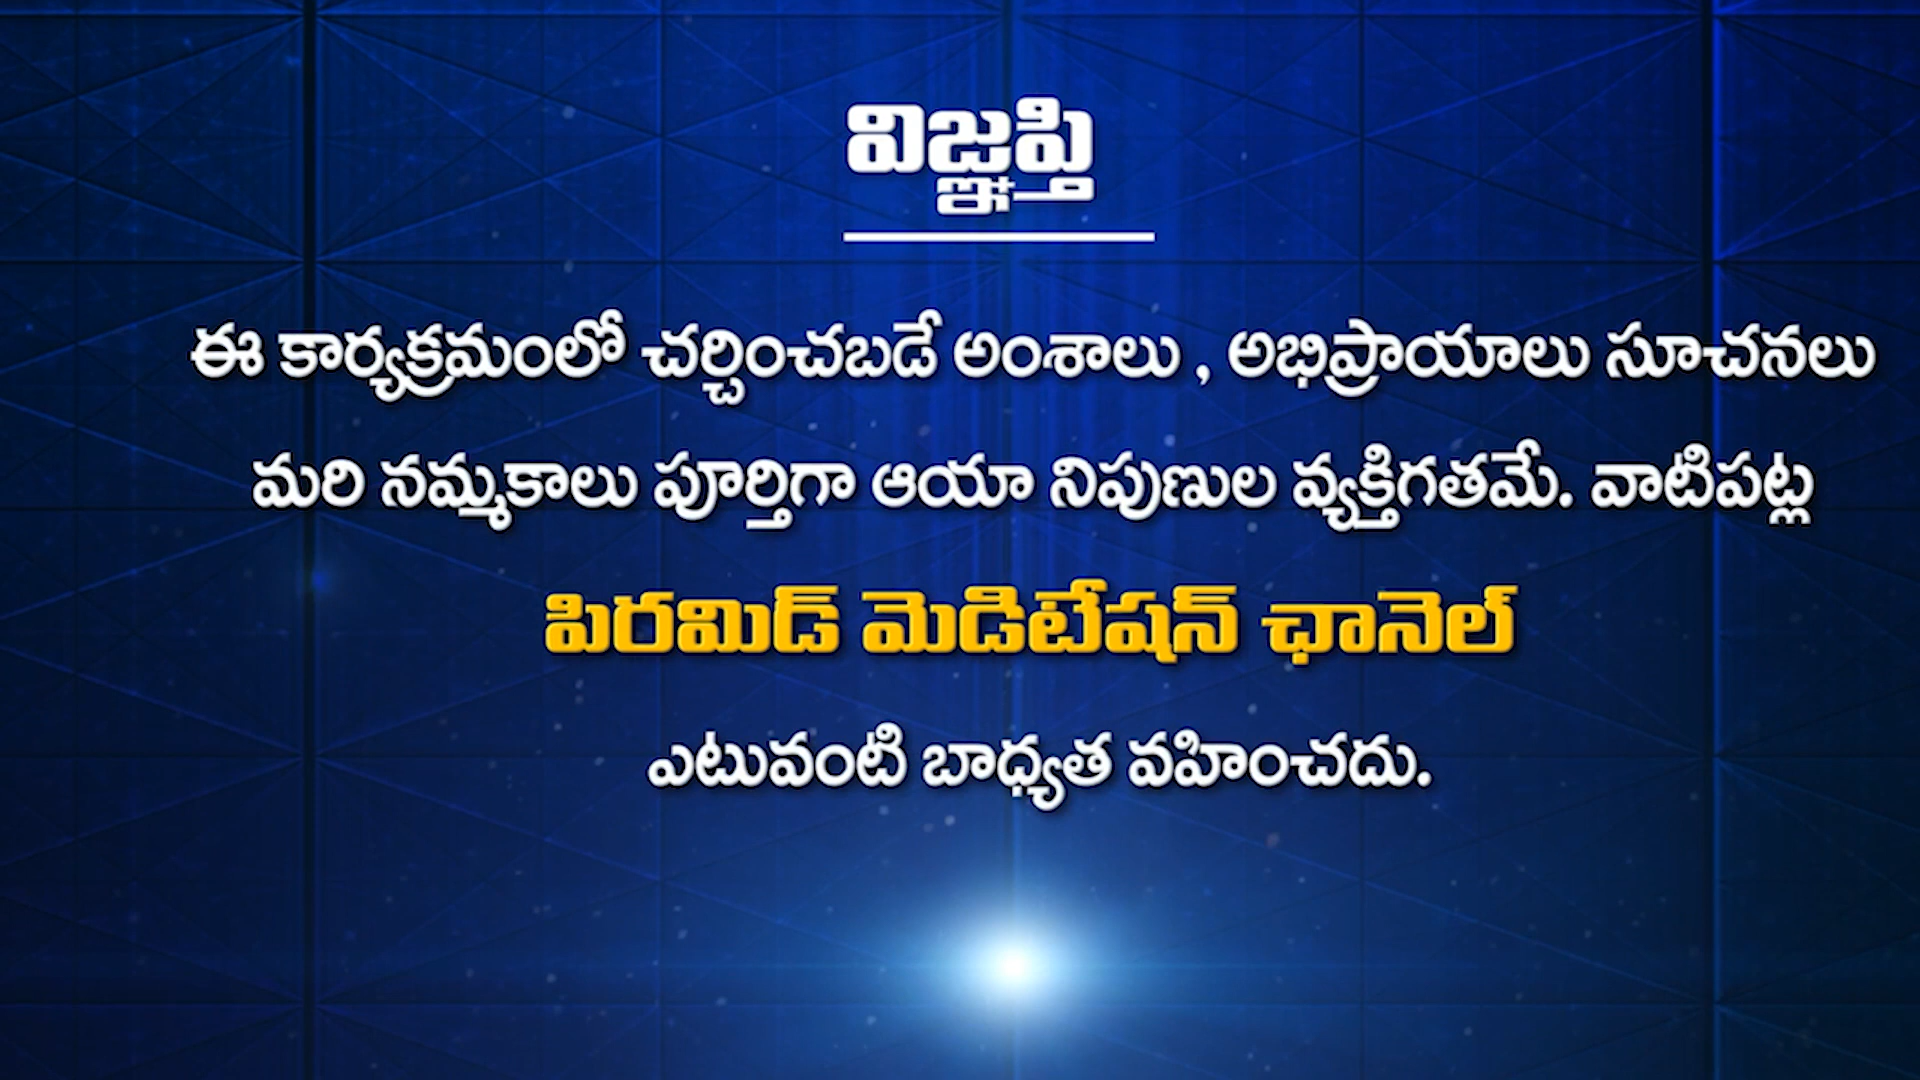 విజ్ఞప్తి
ఈ కార్యక్రమంలో చర్చించబడే అంశాలు , అభిప్రాయాలు సూచనలు
మరి నమ్మకాలు పూర్తిగా ఆయా నిపుణుల వ్యక్తిగతమే. వాటిపట్ల
పిరమిడ్ మెడిటేషన్ ఛానెల్
ఎటువంటి బాధ్యత వహించదు.